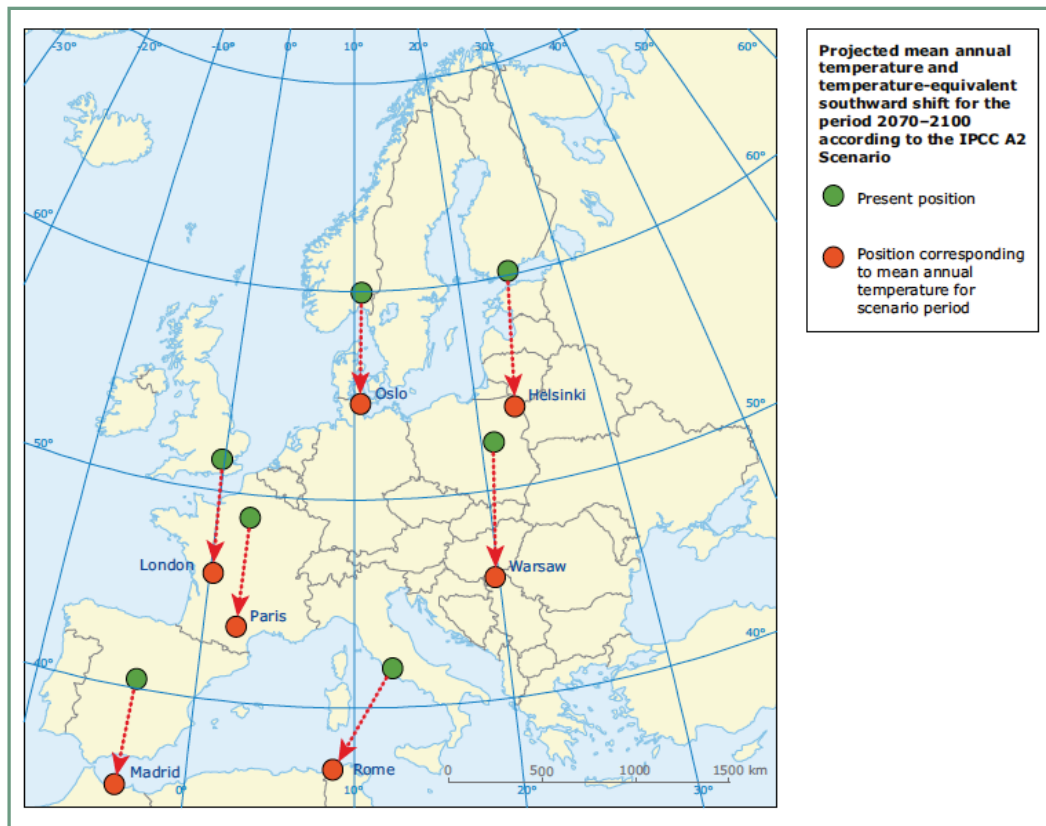 -30°
-20°
-10°
0°
10°
20°
30°
40°
50°
60°
Projected mean annual
temperature and
temperature-equivalent
southward shift for the
period 2070–2100
according to the IPCC A2
Scenario
Present position
Position corresponding
to mean annual
temperature for
scenario period
60°
60°
50°
50°
40°
40°
Oslo
Helsinki
London
Warsaw
Paris
Madrid
Rome
0
500
1000
1500 km
0°
10°
20°
30°